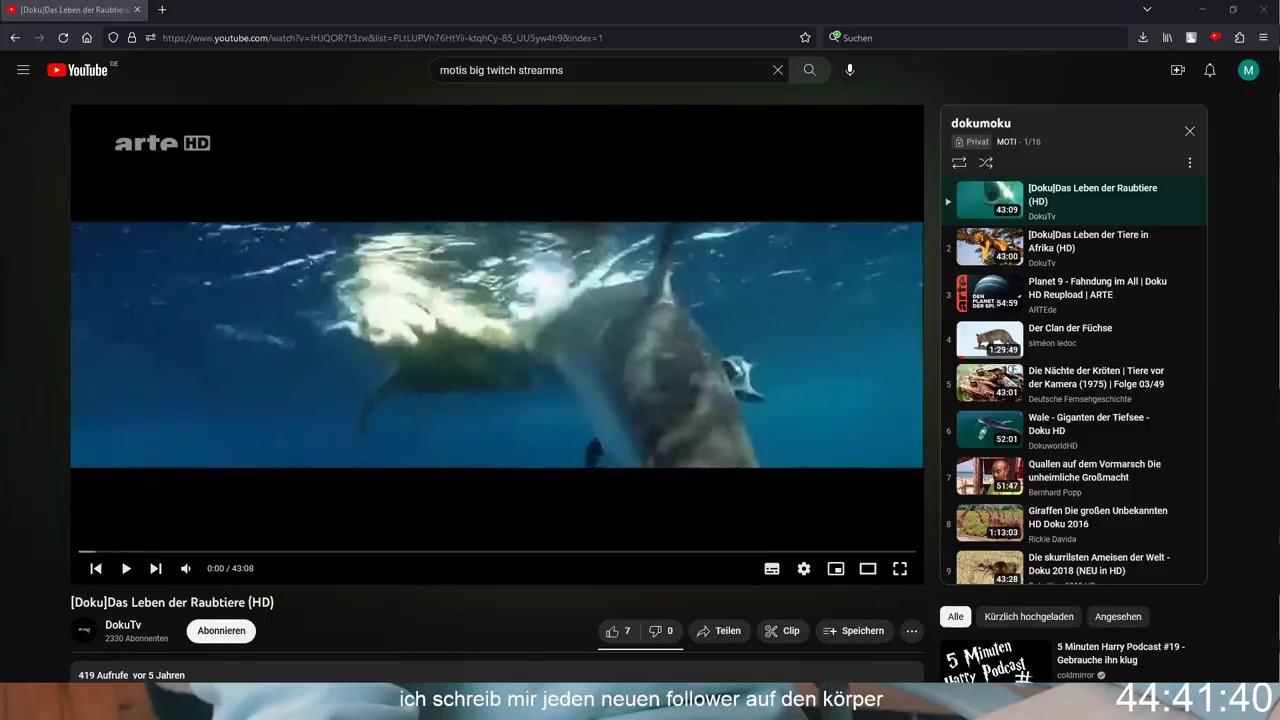 [Doku]Das Leben der Raubtiere
https://www.youtube.com/watch?v=IHJQOR7t3zw&list=PLtLUPVh76HtYii-ktqhCy-85_UU5yw4h9&index=1
Suchen
YouTube DE
motis big twitch streamns
M
arte HD
dokumoku
Privat MOTI - 1/16
[Doku]Das Leben der Raubtiere
(HD)
DokuTv
43:09
2
[Doku]Das Leben der Tiere in
Afrika (HD)
DokuTv
43:00
3
Planet 9 - Fahndung im All | Doku
HD Reupload | ARTE
ARTEde
arte
54:59
4
Der Clan der Füchse
siméon ledoc
1:29:49
5
Die Nächte der Kröten | Tiere vor
der Kamera (1975) | Folge 03/49
Deutsche Fernsehgeschichte
43:01
6
Wale - Giganten der Tiefsee -
Doku HD
DokuworldHD
52:01
7
Quallen auf dem Vormarsch Die
unheimliche Großmacht
Bernhard Popp
51:47
8
Giraffen Die großen Unbekannten
HD Doku 2016
Rickie Davida
1:13:03
9
Die skurrilsten Ameisen der Welt -
Doku 2018 (NEU in HD)
43:28
0:00 / 43:08
[Doku]Das Leben der Raubtiere (HD)
DokuTv
2330 Abonnenten
Abonnieren
7 0 Teilen Clip Speichern
419 Aufrufe vor 5 Jahren
Alle Kürzlich hochgeladen Angesehen
5 Minuten
Harry Podcast
#
5 Minuten Harry Podcast #19 -
Gebrauche ihn klug
coldmirror
ich schreib mir jeden neuen follower auf den körper
44:41:40